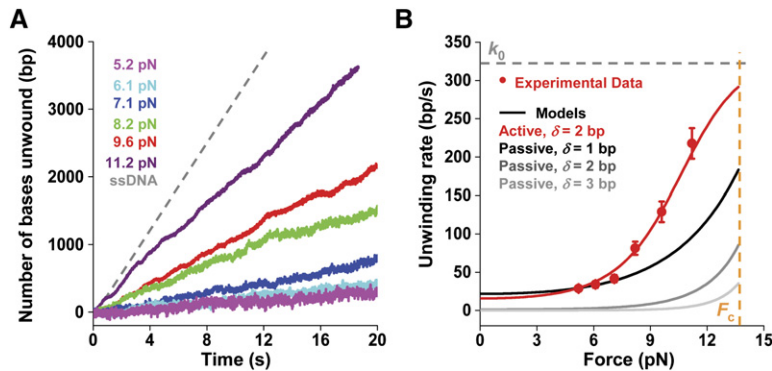 A
Number of bases unwound (bp)
4000
3000
2000
1000
0
5.2 pN
6.1 pN
7.1 pN
8.2 pN
9.6 pN
11.2 pN
ssDNA
0 4 8 12 16 20
Time (s)
B
Unwinding rate (bp/s)
350
300
250
200
150
100
50
0
k₀
Experimental Data
Models
Active, δ = 2 bp
Passive, δ = 1 bp
Passive, δ = 2 bp
Passive, δ = 3 bp
F_c
0 3 6 9 12 15
Force (pN)